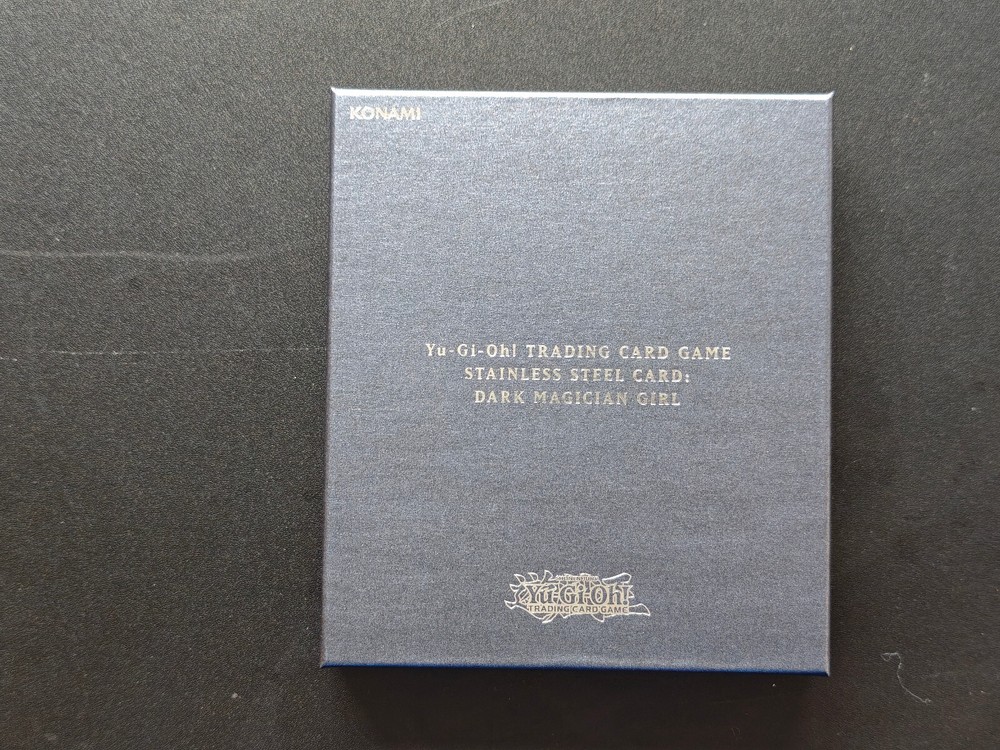 KONAMI
Yu-Gi-Oh! TRADING CARD GAME
STAINLESS STEEL CARD:
DARK MAGICIAN GIRL
Yu-Gi-Oh!
TRADING CARD GAME